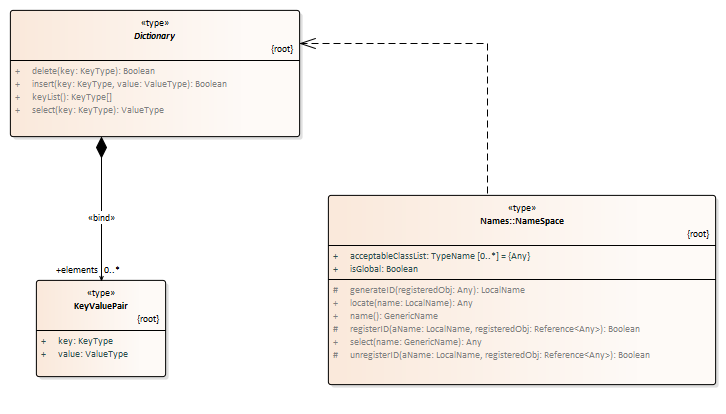 «type»
Dictionary
{root}
+ delete(key: KeyType): Boolean
+ insert(key: KeyType, value: ValueType): Boolean
+ keyList(): KeyType[]
+ select(key: KeyType): ValueType
«bind»
+elements 0..*
«type»
KeyValuePair
{root}
+ key: KeyType
+ value: ValueType
«type»
Names::NameSpace
{root}
+ acceptableClassList: TypeName [0..*] = {Any}
+ isGlobal: Boolean
# generateID(registeredObj: Any): LocalName
+ locate(name: LocalName): Any
+ name(): GenericName
# registerID(aName: LocalName, registeredObj: Reference<Any>): Boolean
+ select(name: GenericName): Any
# unregisterID(aName: LocalName, registeredObj: Reference<Any>): Boolean